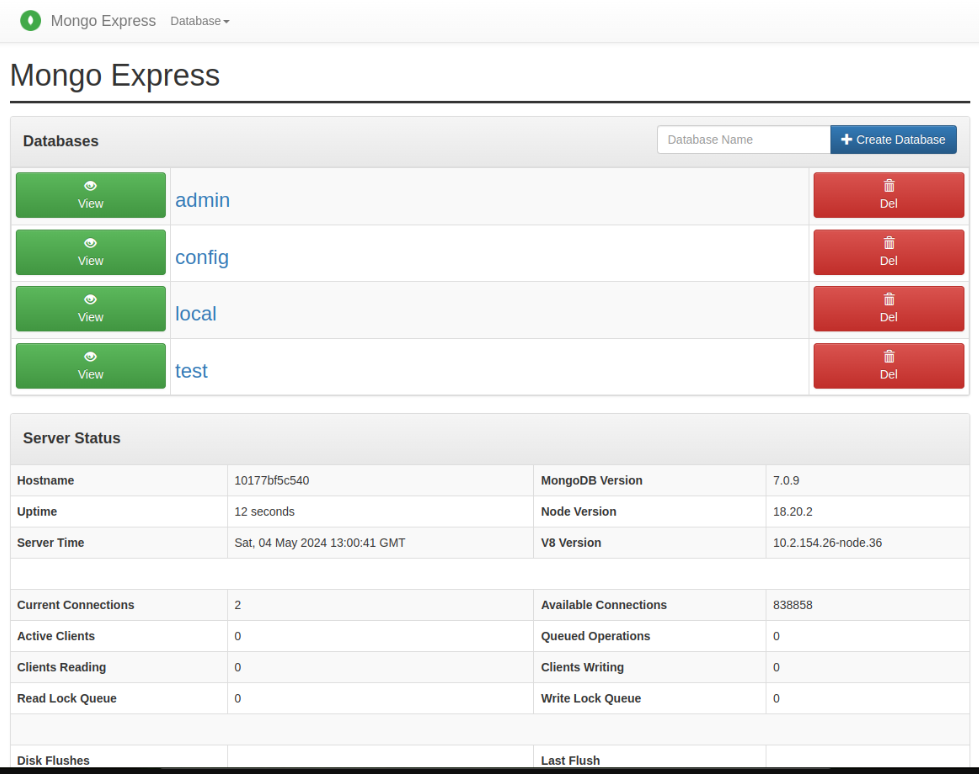 Mongo Express Database
Mongo Express
Databases Database Name Create Database
View admin Del
View config Del
View local Del
View test Del
Server Status
Hostname 10177bf5c540 MongoDB Version 7.0.9
Uptime 12 seconds Node Version 18.20.2
Server Time Sat, 04 May 2024 13:00:41 GMT V8 Version 10.2.154.26-node.36
Current Connections 2 Available Connections 838858
Active Clients 0 Queued Operations 0
Clients Reading 0 Clients Writing 0
Read Lock Queue 0 Write Lock Queue 0
Disk Flushes Last Flush